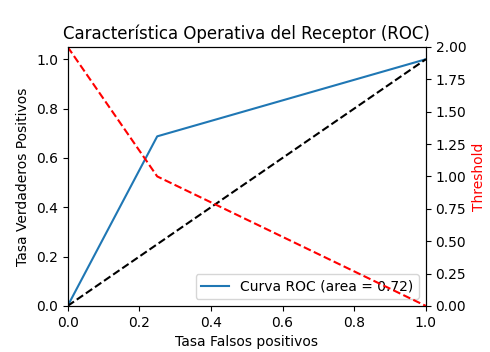 Característica Operativa del Receptor (ROC)
1.0
0.8
0.6
0.4
0.2
0.0
Tasa Verdaderos Positivos
2.00
1.75
1.50
1.25
1.00
0.75
0.50
0.25
0.00
Threshold
Curva ROC (area = 0.72)
0.0 0.2 0.4 0.6 0.8 1.0
Tasa Falsos positivos